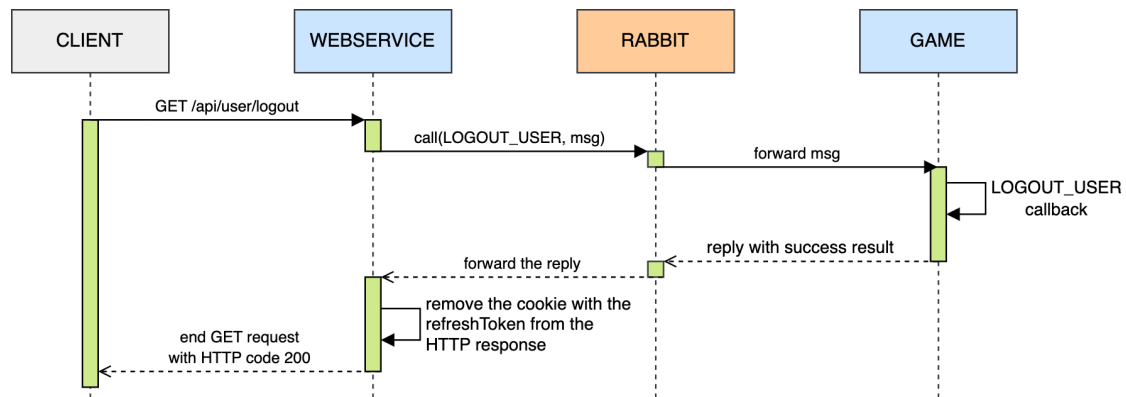 CLIENT
WEBSERVICE
RABBIT
GAME
GET /api/user/logout
call(LOGOUT_USER, msg)
forward msg
LOGOUT_USER
callback
reply with success result
forward the reply
remove the cookie with the
refreshToken from the
HTTP response
end GET request
with HTTP code 200